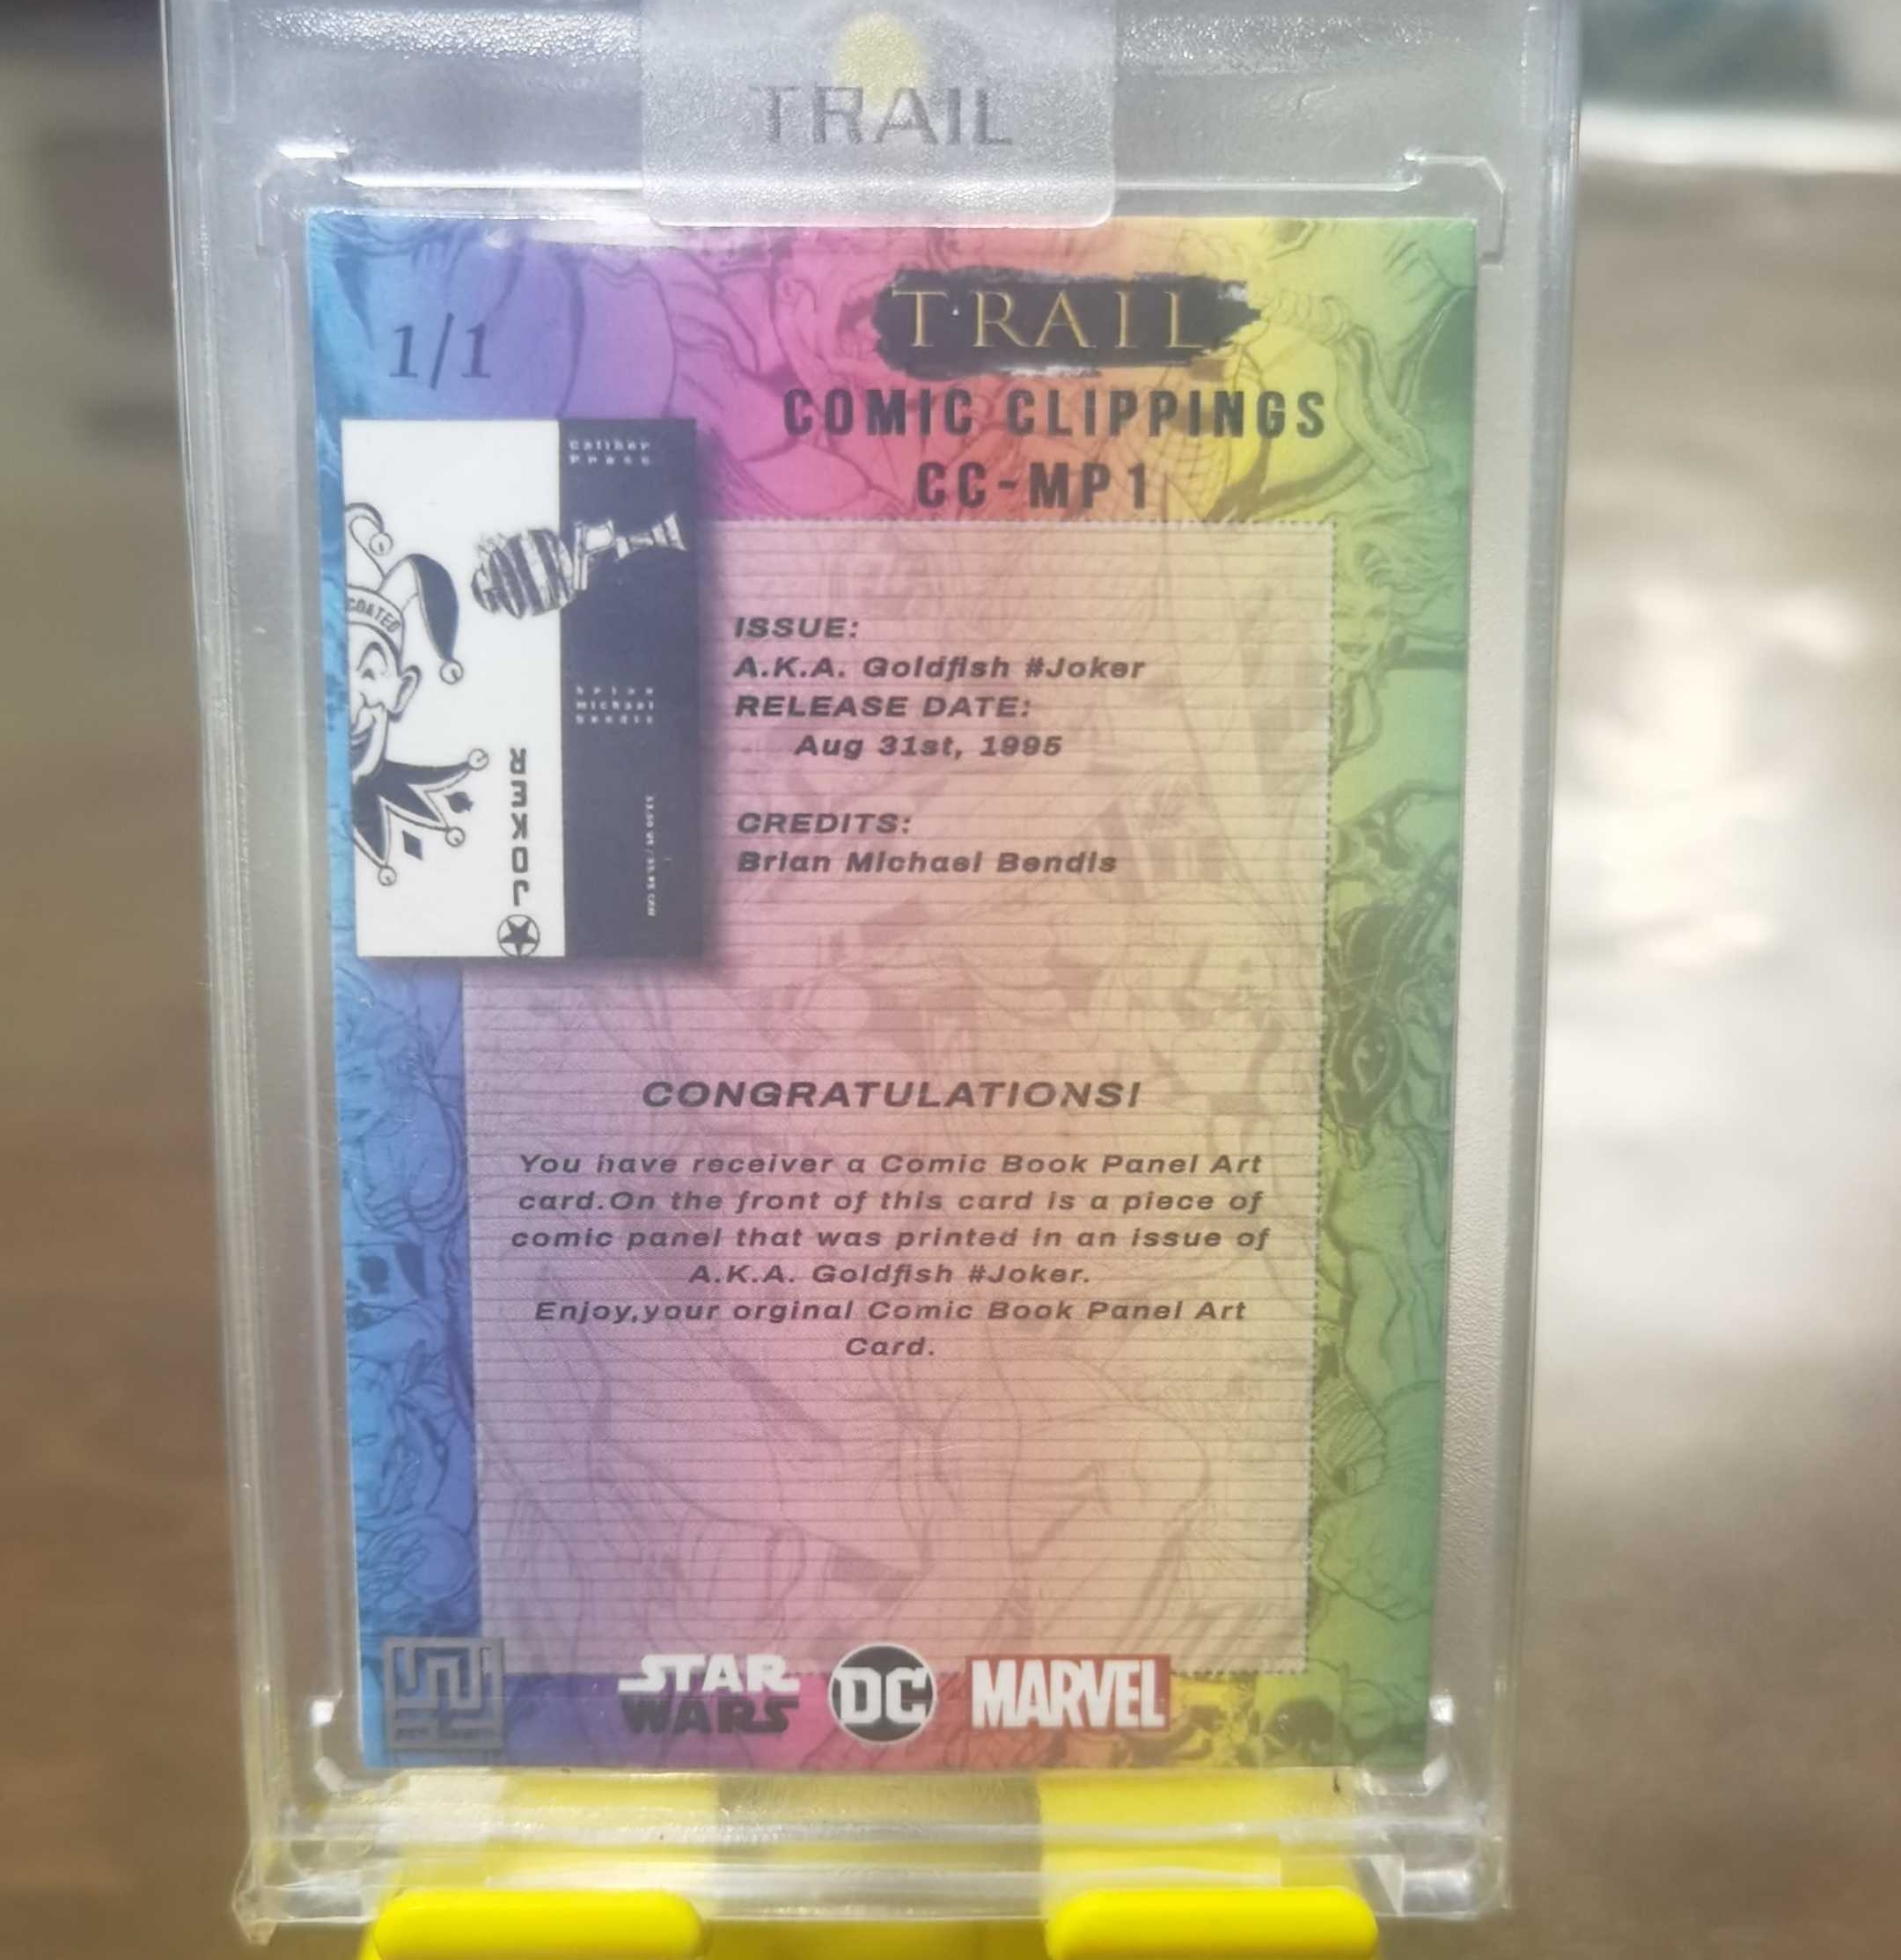 TRAIL
1/1
TRAIL
COMIC CLIPPINGS
CC-MP1
Caliber
Press
COATED
GOLDFISH
brian
michael
bendis
JOKER
ISSUE:
A.K.A. Goldfish #Joker
RELEASE DATE:
Aug 31st, 1995
CREDITS:
Brian Michael Bendis
CONGRATULATIONS!
You have receiver a Comic Book Panel Art
card.On the front of this card is a piece of
comic panel that was printed in an issue of
A.K.A. Goldfish #Joker.
Enjoy,your orginal Comic Book Panel Art
Card.
STAR
WARS
DC
MARVEL